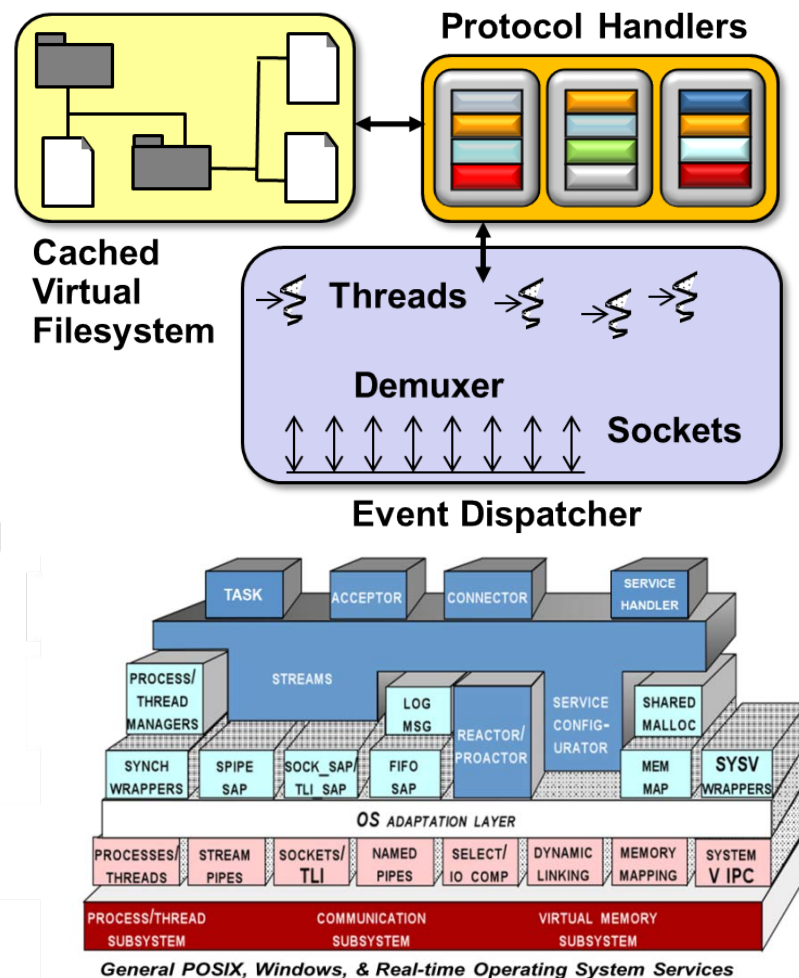 Protocol Handlers
Cached
Virtual
Filesystem
Threads
Demuxer
Sockets
Event Dispatcher
TASK
ACCEPTOR
CONNECTOR
SERVICE
HANDLER
PROCESS/
THREAD
MANAGERS
STREAMS
LOG
MSG
REACTOR/
PROACTOR
SERVICE
CONFIG-
URATOR
SHARED
MALLOC
SYNCH
WRAPPERS
SPIPE
SAP
SOCK_SAP/
TLI_SAP
FIFO
SAP
MEM
MAP
SYSV
WRAPPERS
OS ADAPTATION LAYER
PROCESSES/
THREADS
STREAM
PIPES
SOCKETS/
TLI
NAMED
PIPES
SELECT/
IO COMP
DYNAMIC
LINKING
MEMORY
MAPPING
SYSTEM
V IPC
PROCESS/THREAD
SUBSYSTEM
COMMUNICATION
SUBSYSTEM
VIRTUAL MEMORY
SUBSYSTEM
General POSIX, Windows, & Real-time Operating System Services